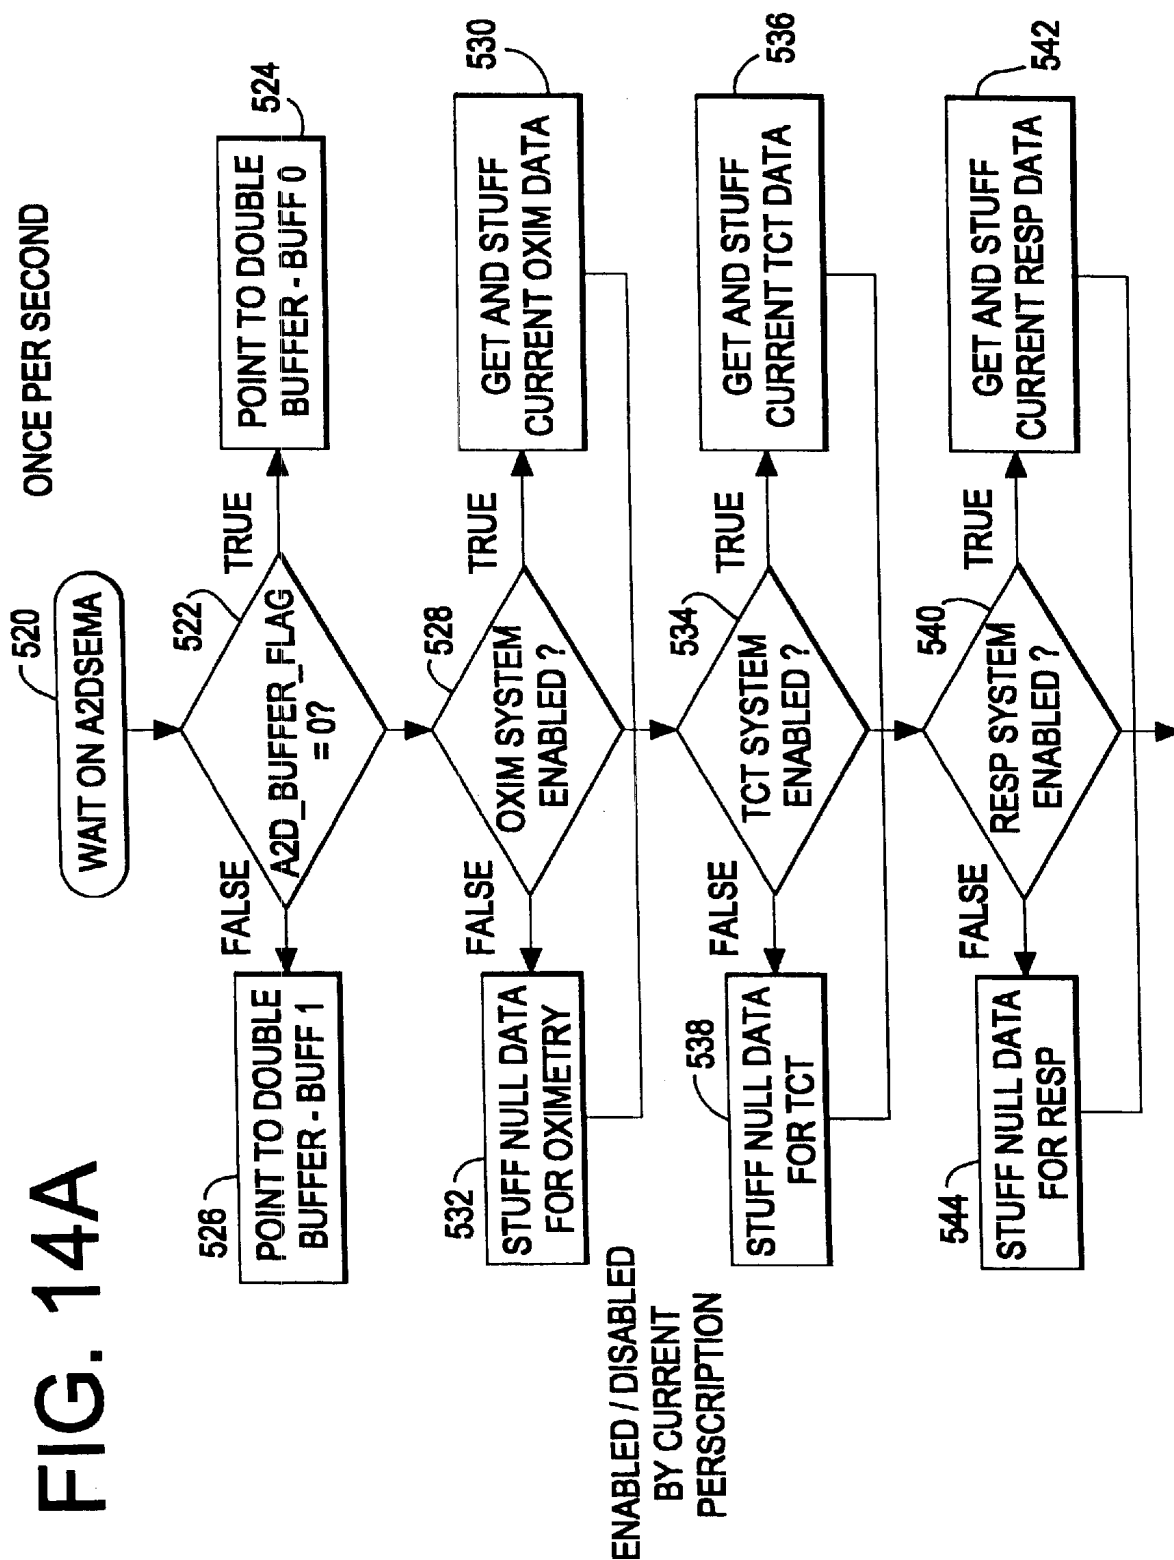 FIG. 14A
520
WAIT ON A2DSEMA
ONCE PER SECOND
522
A2D_BUFFER_FLAG
= 0?
TRUE
524
POINT TO DOUBLE
BUFFER - BUFF 0
FALSE
526
POINT TO DOUBLE
BUFFER - BUFF 1
528
OXIM SYSTEM
ENABLED ?
TRUE
530
GET AND STUFF
CURRENT OXIM DATA
FALSE
532
STUFF NULL DATA
FOR OXIMETRY
ENABLED / DISABLED
BY CURRENT
PERSCRIPTION
534
TCT SYSTEM
ENABLED ?
TRUE
536
GET AND STUFF
CURRENT TCT DATA
FALSE
538
STUFF NULL DATA
FOR TCT
540
RESP SYSTEM
ENABLED ?
TRUE
542
GET AND STUFF
CURRENT RESP DATA
FALSE
544
STUFF NULL DATA
FOR RESP